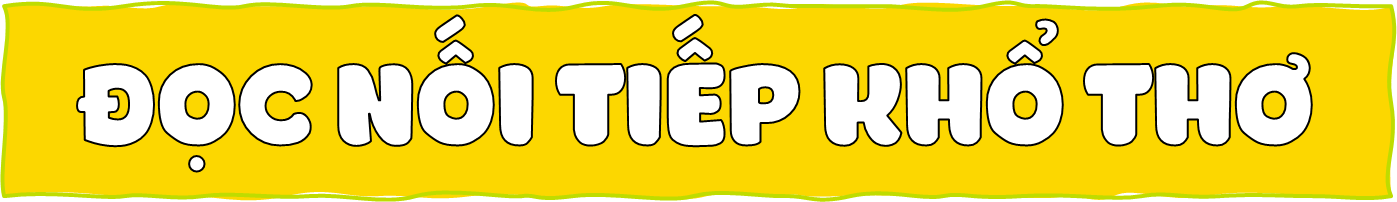 ĐỌC NỐI TIẾP KHỔ THƠ